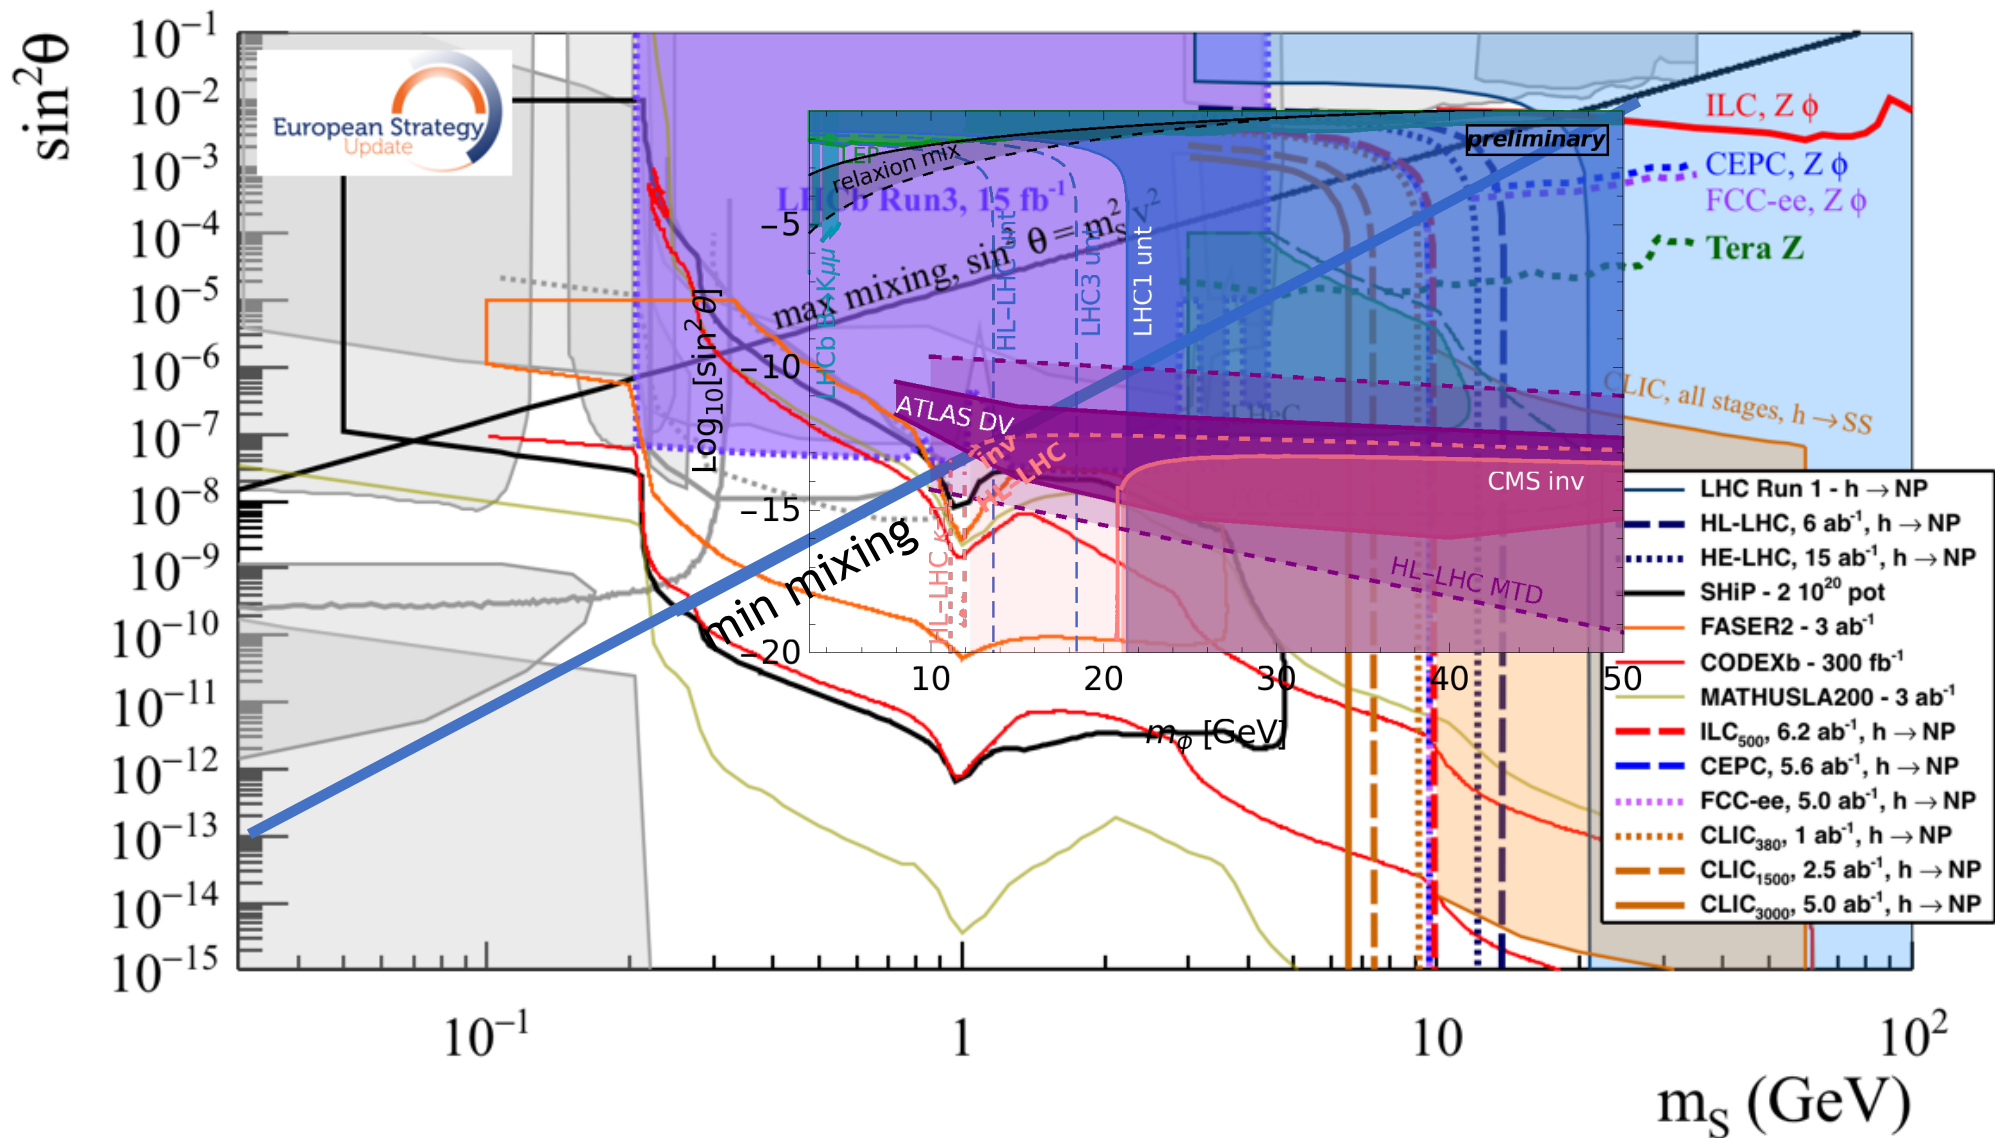 sin²θ
10⁻¹
10⁻²
10⁻³
10⁻⁴
10⁻⁵
10⁻⁶
10⁻⁷
10⁻⁸
10⁻⁹
10⁻¹⁰
10⁻¹¹
10⁻¹²
10⁻¹³
10⁻¹⁴
10⁻¹⁵
European Strategy
Update
ILC, Z ϕ
CEPC, Z ϕ
FCC-ee, Z ϕ
Tera Z
preliminary
relaxion mix
LHCb Run3, 15 fb⁻¹
max mixing, sin² θ = m²_S v²
LHCb B→Kμμ
HL–LHC unt
LHC3 unt
LHC1 unt
Log₁₀[sin²θ]
−5
−10
−15
−20
ATLAS DV
inv
HE–LHC
HL–LHC κ
LHeC
CMS inv
HL–LHC MTD
CLIC, all stages, h → SS
min mixing
10
20
30
40
50
m_ϕ [GeV]
LHC Run 1 - h → NP
HL-LHC, 6 ab⁻¹, h → NP
HE-LHC, 15 ab⁻¹, h → NP
SHiP - 2 10²⁰ pot
FASER2 - 3 ab⁻¹
CODEXb - 300 fb⁻¹
MATHUSLA200 - 3 ab⁻¹
ILC₅₀₀, 6.2 ab⁻¹, h → NP
CEPC, 5.6 ab⁻¹, h → NP
FCC-ee, 5.0 ab⁻¹, h → NP
CLIC₃₈₀, 1 ab⁻¹, h → NP
CLIC₁₅₀₀, 2.5 ab⁻¹, h → NP
CLIC₃₀₀₀, 5.0 ab⁻¹, h → NP
10⁻¹
1
10
10²
m_S (GeV)